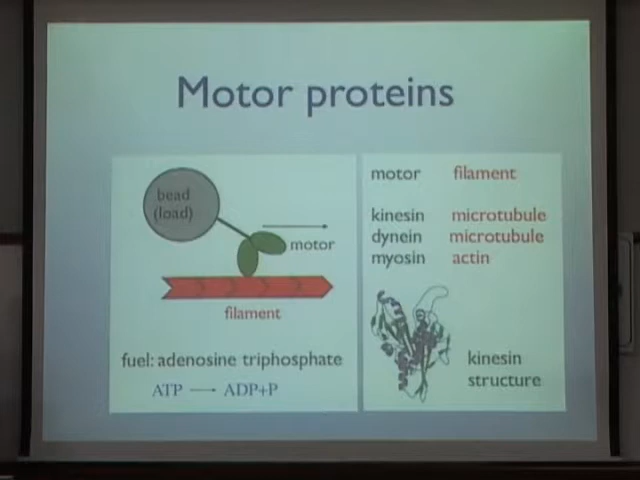 Motor proteins
bead
(load)
motor
filament
fuel: adenosine triphosphate
ATP → ADP+P
motor filament
kinesin microtubule
dynein microtubule
myosin actin
kinesin
structure